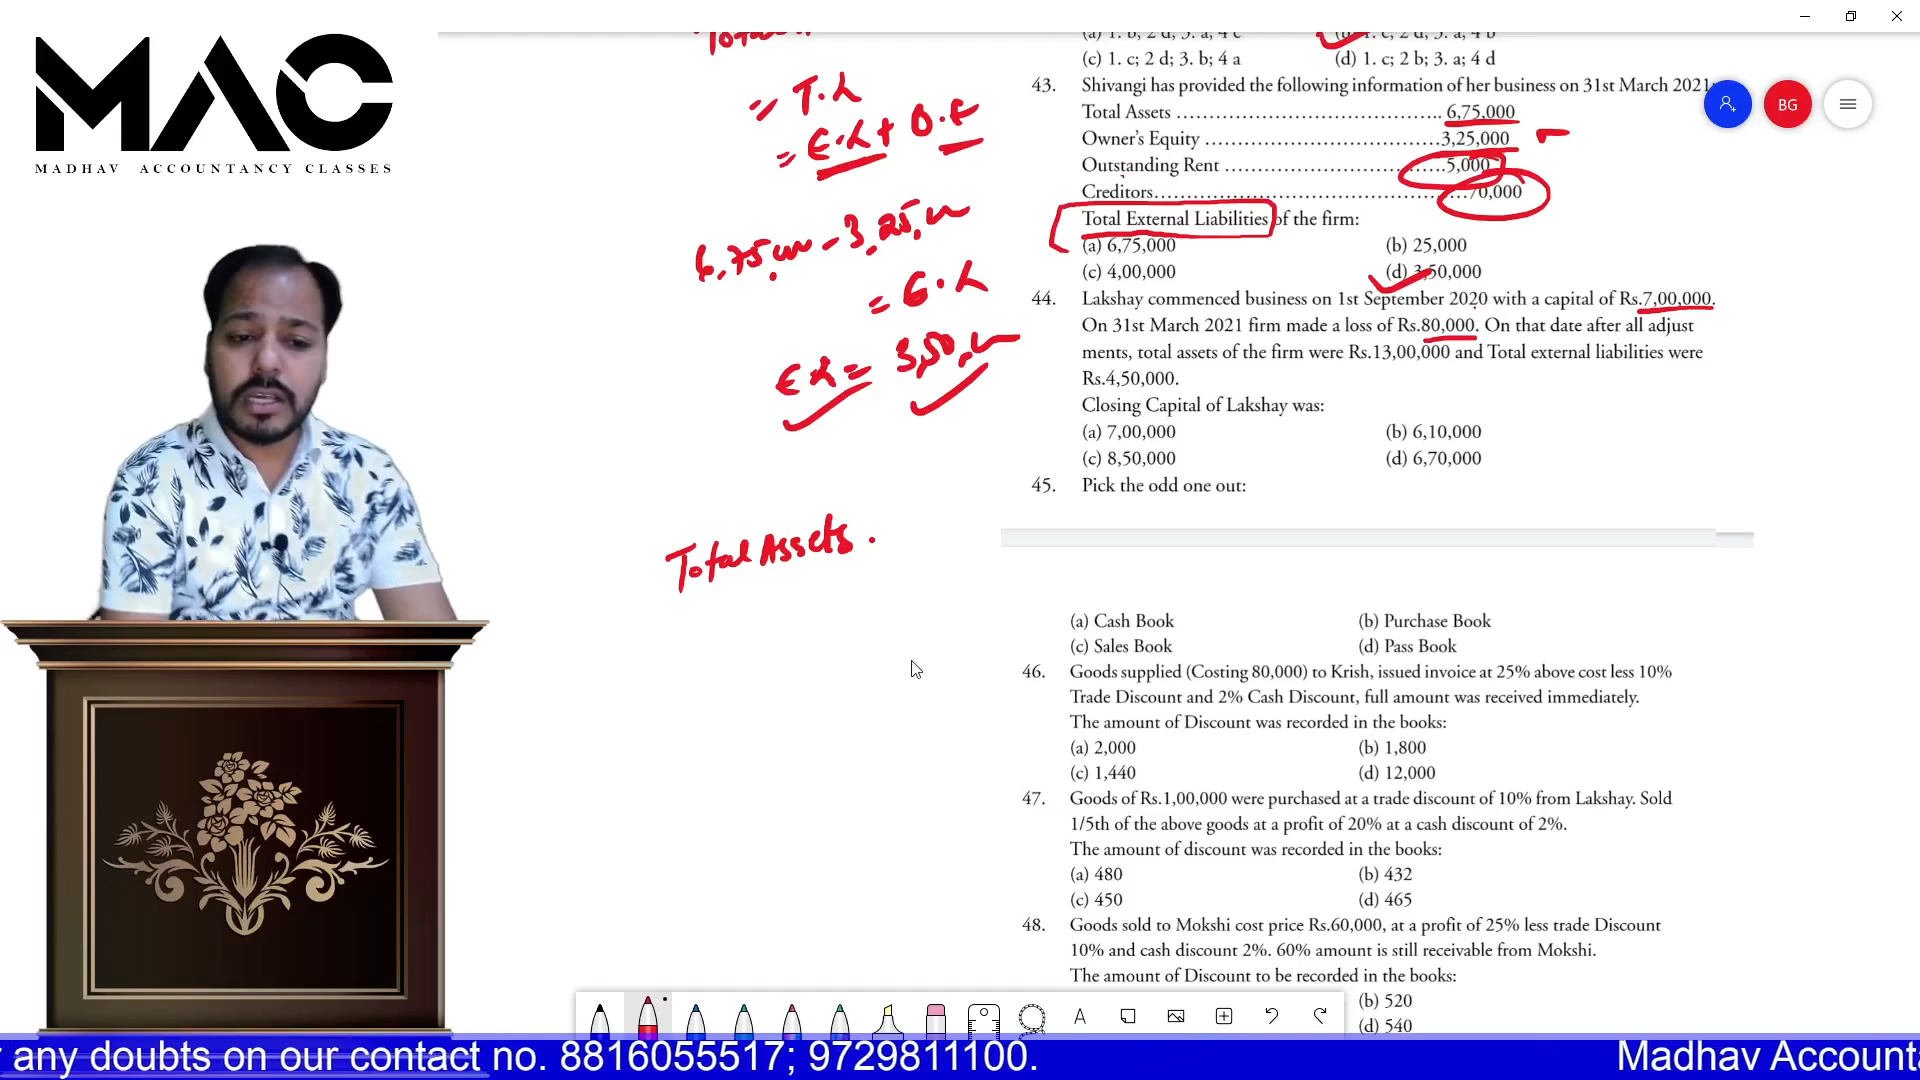 MAC
MADHAV ACCOUNTANCY CLASSES
= T.L
= E.L + O.E
6,75,000 - 3,25,000
= E.L
E.L = 3,50,000
Total Assets.
(c) 1. c; 2 d; 3. b; 4 a (d) 1. c; 2 b; 3. a; 4 d
43. Shivangi has provided the following information of her business on 31st March 2021:
Total Assets ........................................ 6,75,000
Owner's Equity ........................................3,25,000
Outstanding Rent ........................................5,000
Creditors........................................70,000
Total External Liabilities of the firm:
(a) 6,75,000 (b) 25,000
(c) 4,00,000 (d) 3,50,000
44. Lakshay commenced business on 1st September 2020 with a capital of Rs.7,00,000.
On 31st March 2021 firm made a loss of Rs.80,000. On that date after all adjust
ments, total assets of the firm were Rs.13,00,000 and Total external liabilities were
Rs.4,50,000.
Closing Capital of Lakshay was:
(a) 7,00,000 (b) 6,10,000
(c) 8,50,000 (d) 6,70,000
45. Pick the odd one out:
(a) Cash Book (b) Purchase Book
(c) Sales Book (d) Pass Book
46. Goods supplied (Costing 80,000) to Krish, issued invoice at 25% above cost less 10%
Trade Discount and 2% Cash Discount, full amount was received immediately.
The amount of Discount was recorded in the books:
(a) 2,000 (b) 1,800
(c) 1,440 (d) 12,000
47. Goods of Rs.1,00,000 were purchased at a trade discount of 10% from Lakshay. Sold
1/5th of the above goods at a profit of 20% at a cash discount of 2%.
The amount of discount was recorded in the books:
(a) 480 (b) 432
(c) 450 (d) 465
48. Goods sold to Mokshi cost price Rs.60,000, at a profit of 25% less trade Discount
10% and cash discount 2%. 60% amount is still receivable from Mokshi.
The amount of Discount to be recorded in the books:
(b) 520
(d) 540
BG
A
any doubts on our contact no. 8816055517; 9729811100. Madhav Account